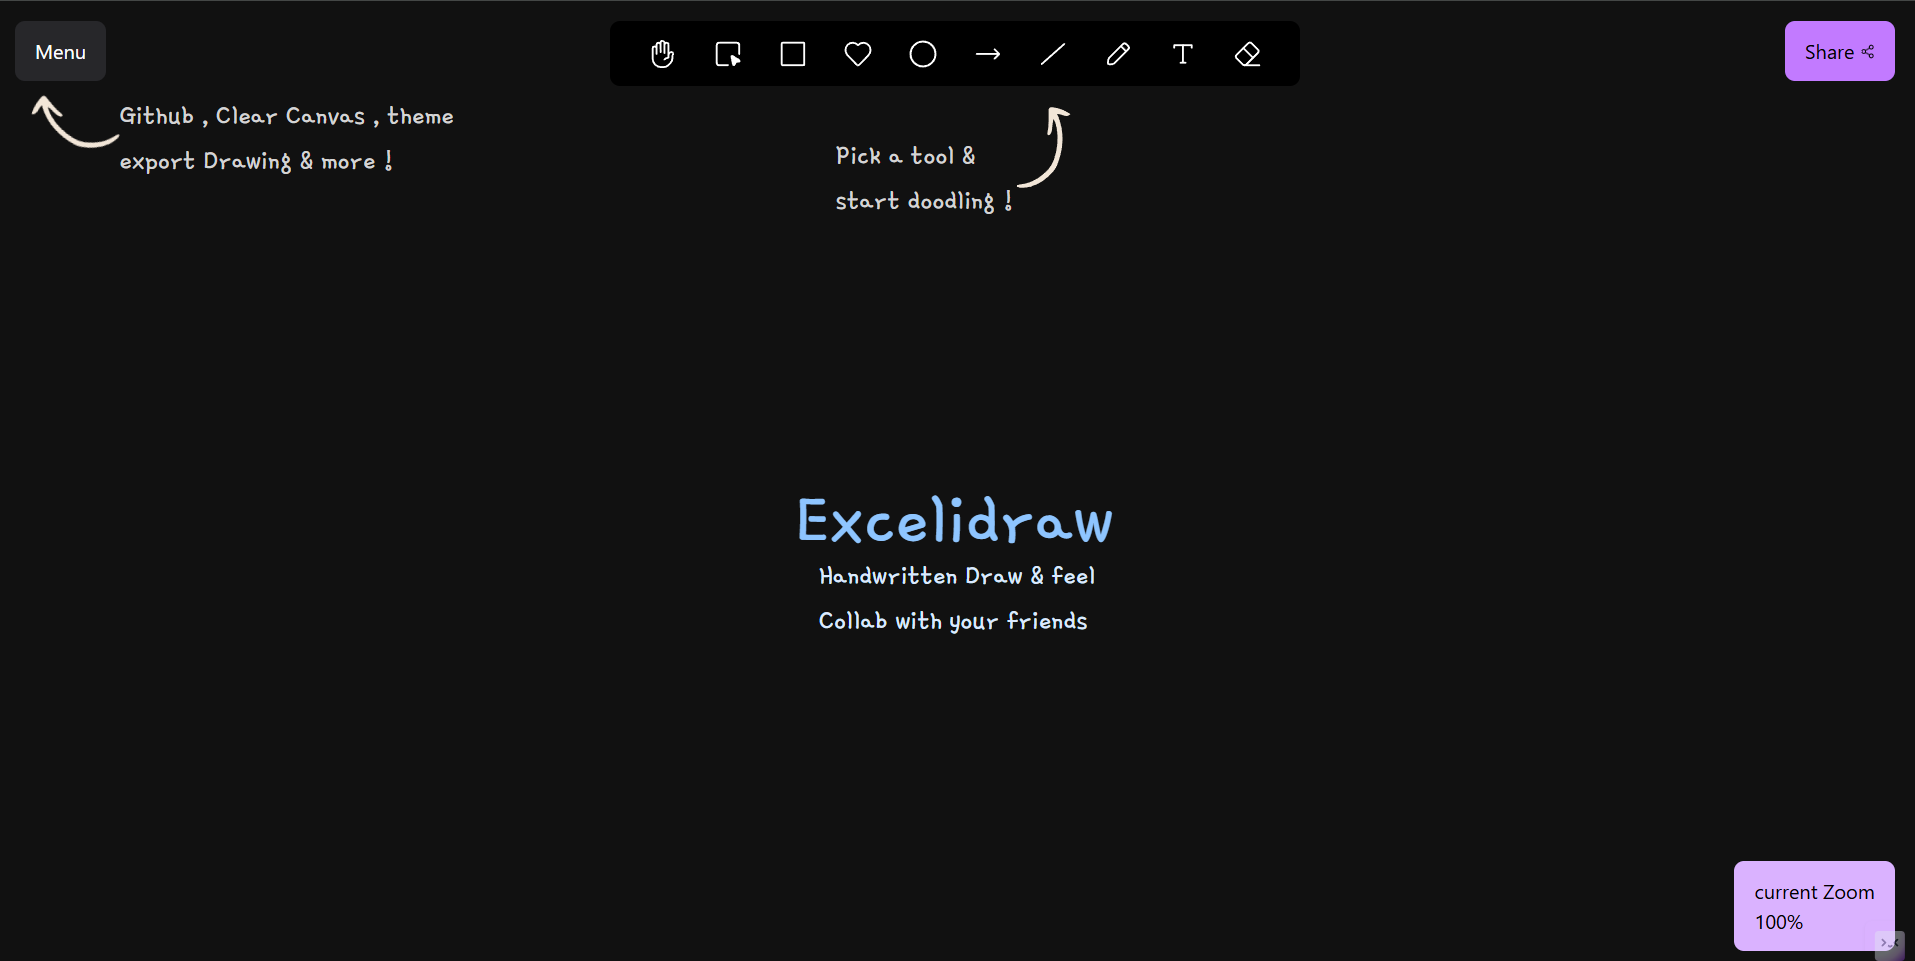 Menu
Share
Github , Clear Canvas , theme
export Drawing & more !
Pick a tool &
start doodling !
Excelidraw
Handwritten Draw & feel
Collab with your friends
current Zoom
100%